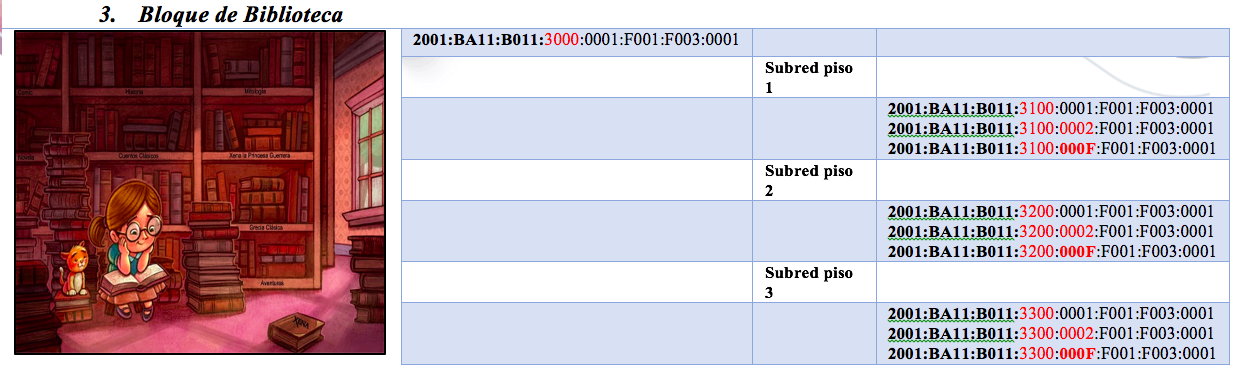 3. Bloque de Biblioteca
Cómic
Historia
Mitología
Novela
Cuentos Clásicos
Xena la Princesa Guerrera
Grecia Clásica
Aventuras
XENA
2001:BA11:B011:3000:0001:F001:F003:0001
Subred piso
1
2001:BA11:B011:3100:0001:F001:F003:0001
2001:BA11:B011:3100:0002:F001:F003:0001
2001:BA11:B011:3100:000F:F001:F003:0001
Subred piso
2
2001:BA11:B011:3200:0001:F001:F003:0001
2001:BA11:B011:3200:0002:F001:F003:0001
2001:BA11:B011:3200:000F:F001:F003:0001
Subred piso
3
2001:BA11:B011:3300:0001:F001:F003:0001
2001:BA11:B011:3300:0002:F001:F003:0001
2001:BA11:B011:3300:000F:F001:F003:0001